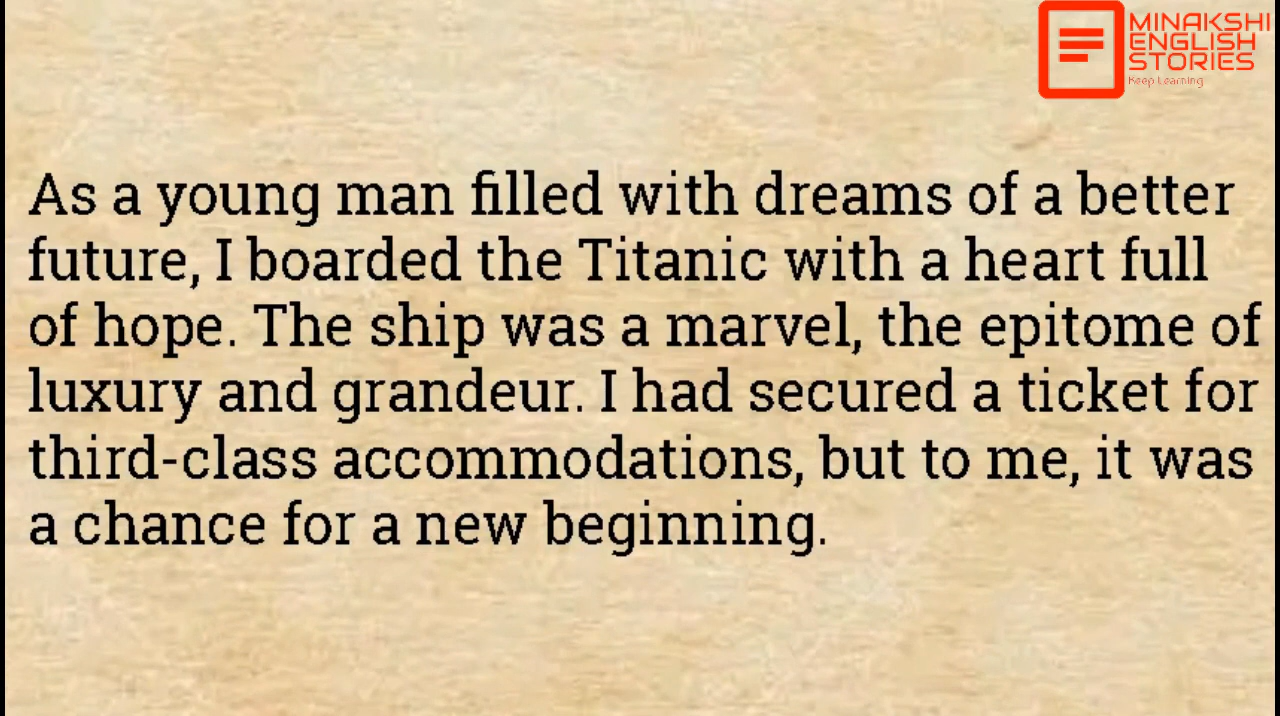 MINAKSHI
ENGLISH
STORIES
Keep Learning
As a young man filled with dreams of a better
future, I boarded the Titanic with a heart full
of hope. The ship was a marvel, the epitome of
luxury and grandeur. I had secured a ticket for
third-class accommodations, but to me, it was
a chance for a new beginning.